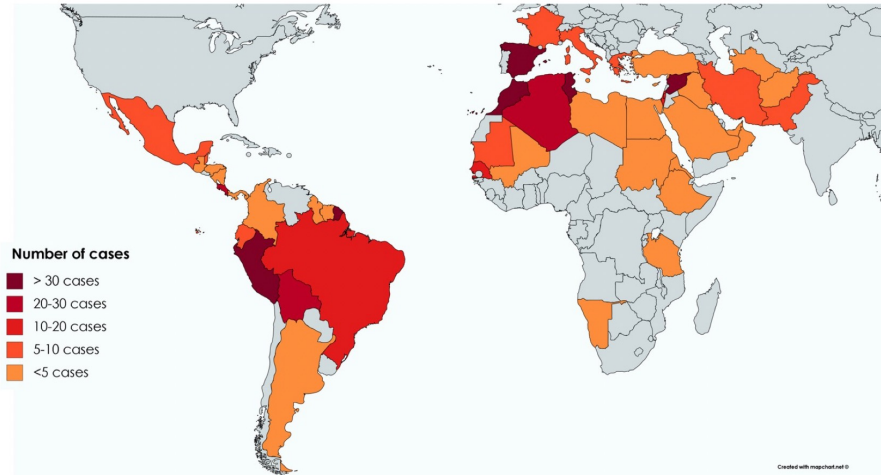 Number of cases
> 30 cases
20-30 cases
10-20 cases
5-10 cases
<5 cases
Created with mapchart.net ©